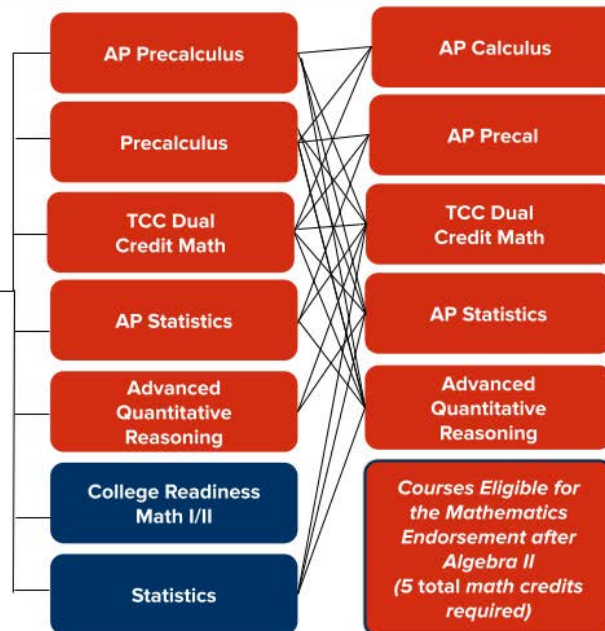 AP Precalculus
Precalculus
TCC Dual
Credit Math
AP Statistics
Advanced
Quantitative
Reasoning
College Readiness
Math I/II
Statistics
AP Calculus
AP Precal
TCC Dual
Credit Math
AP Statistics
Advanced
Quantitative
Reasoning
Courses Eligible for
the Mathematics
Endorsement after
Algebra II
(5 total math credits
required)